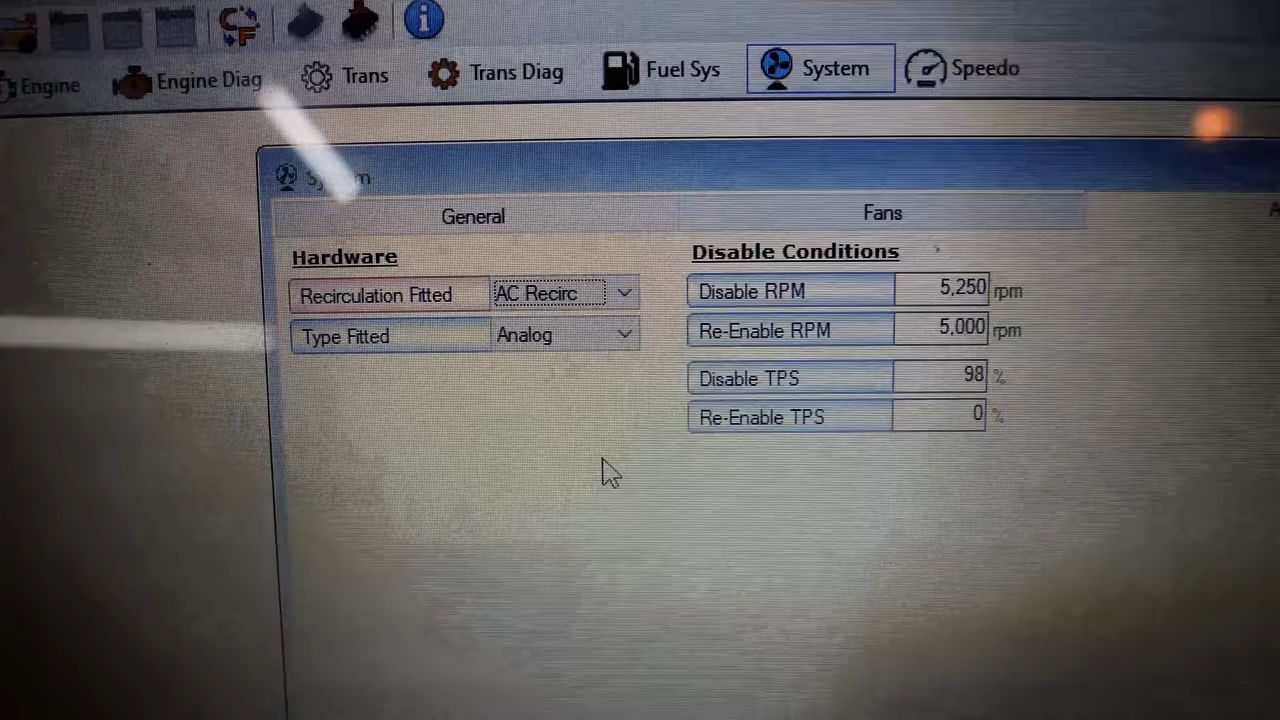 Engine Engine Diag Trans Trans Diag Fuel Sys System Speedo
System
General Fans
Hardware Disable Conditions
Recirculation Fitted AC Recirc Disable RPM 5,250 rpm
Type Fitted Analog Re-Enable RPM 5,000 rpm
Disable TPS 98 %
Re-Enable TPS 0 %